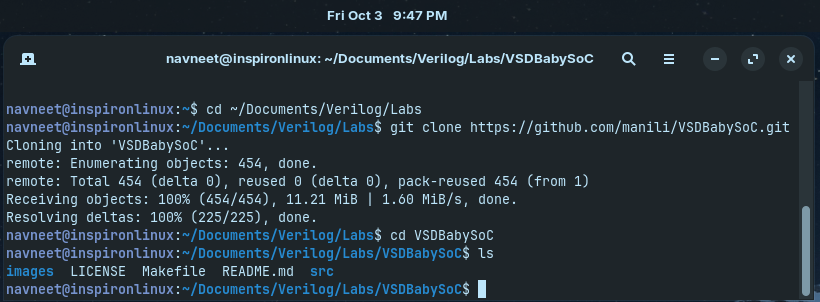 Fri Oct 3 9:47 PM
navneet@inspironlinux: ~/Documents/Verilog/Labs/VSDBabySoC
navneet@inspironlinux:~$ cd ~/Documents/Verilog/Labs
navneet@inspironlinux:~/Documents/Verilog/Labs$ git clone https://github.com/manili/VSDBabySoC.git
Cloning into 'VSDBabySoC'...
remote: Enumerating objects: 454, done.
remote: Total 454 (delta 0), reused 0 (delta 0), pack-reused 454 (from 1)
Receiving objects: 100% (454/454), 11.21 MiB | 1.60 MiB/s, done.
Resolving deltas: 100% (225/225), done.
navneet@inspironlinux:~/Documents/Verilog/Labs$ cd VSDBabySoC
navneet@inspironlinux:~/Documents/Verilog/Labs/VSDBabySoC$ ls
images  LICENSE  Makefile  README.md  src
navneet@inspironlinux:~/Documents/Verilog/Labs/VSDBabySoC$